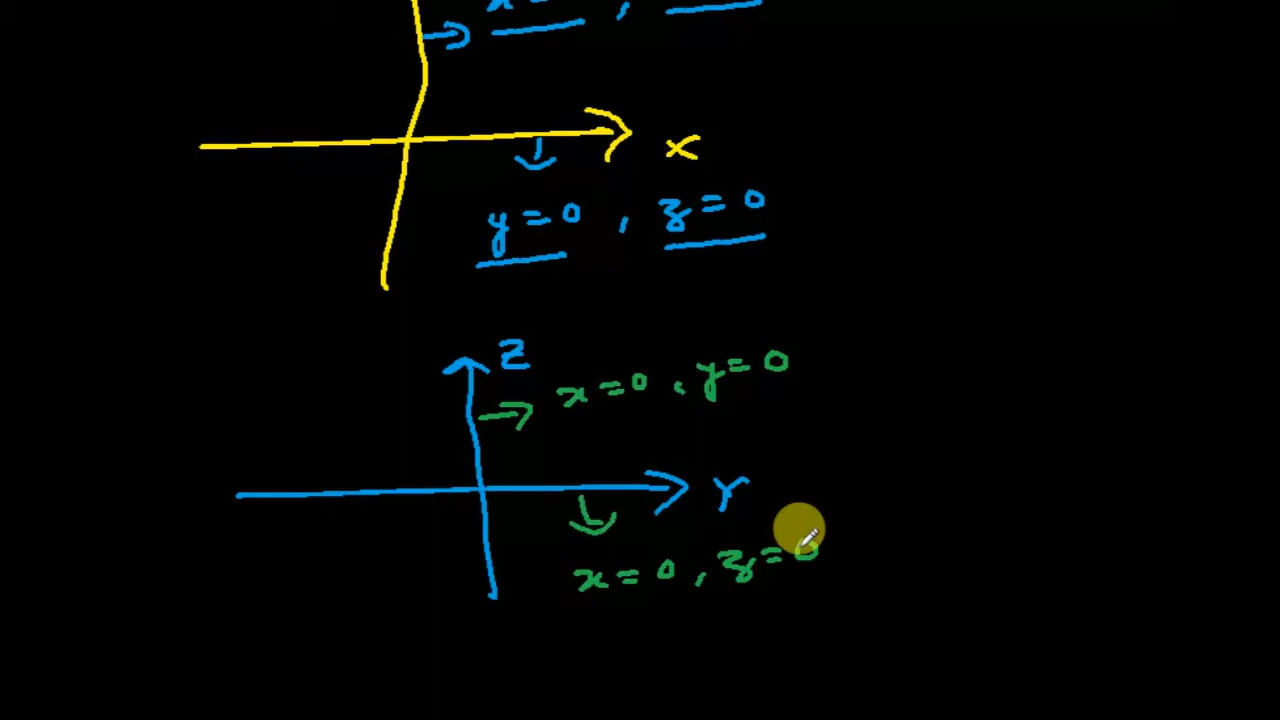 x
y=0, z=0
Z
x=0, y=0
Y
x=0, z=0